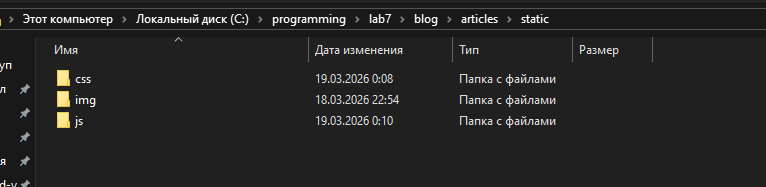 Этот компьютер > Локальный диск (C:) > programming > lab7 > blog > articles > static
Имя Дата изменения Тип Размер
css 19.03.2026 0:08 Папка с файлами
img 18.03.2026 22:54 Папка с файлами
js 19.03.2026 0:10 Папка с файлами
уп
л
я
d-v